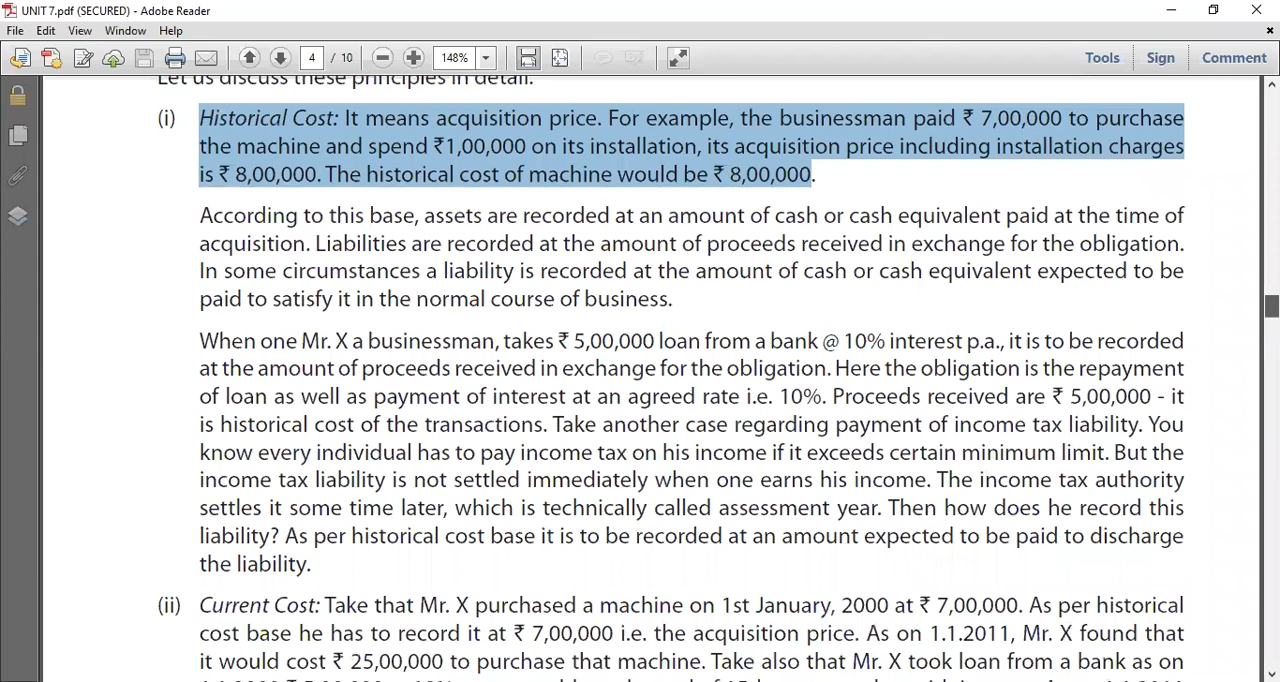 UNIT 7.pdf (SECURED) - Adobe Reader
File Edit View Window Help
4 / 10 148% Tools Sign Comment
Let us discuss these principles in detail.
(i) Historical Cost: It means acquisition price. For example, the businessman paid ₹ 7,00,000 to purchase
the machine and spend ₹1,00,000 on its installation, its acquisition price including installation charges
is ₹ 8,00,000. The historical cost of machine would be ₹ 8,00,000.
According to this base, assets are recorded at an amount of cash or cash equivalent paid at the time of
acquisition. Liabilities are recorded at the amount of proceeds received in exchange for the obligation.
In some circumstances a liability is recorded at the amount of cash or cash equivalent expected to be
paid to satisfy it in the normal course of business.
When one Mr. X a businessman, takes ₹ 5,00,000 loan from a bank @ 10% interest p.a., it is to be recorded
at the amount of proceeds received in exchange for the obligation. Here the obligation is the repayment
of loan as well as payment of interest at an agreed rate i.e. 10%. Proceeds received are ₹ 5,00,000 - it
is historical cost of the transactions. Take another case regarding payment of income tax liability. You
know every individual has to pay income tax on his income if it exceeds certain minimum limit. But the
income tax liability is not settled immediately when one earns his income. The income tax authority
settles it some time later, which is technically called assessment year. Then how does he record this
liability? As per historical cost base it is to be recorded at an amount expected to be paid to discharge
the liability.
(ii) Current Cost: Take that Mr. X purchased a machine on 1st January, 2000 at ₹ 7,00,000. As per historical
cost base he has to record it at ₹ 7,00,000 i.e. the acquisition price. As on 1.1.2011, Mr. X found that
it would cost ₹ 25,00,000 to purchase that machine. Take also that Mr. X took loan from a bank as on